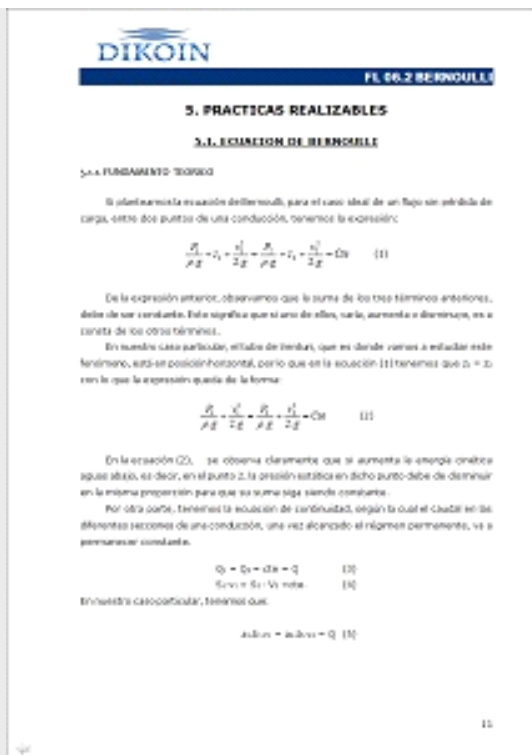 DIKOIN
FL 06.2 BERNOULLI
5. PRACTICAS REALIZABLES
5.1. ECUACION DE BERNOULLI
5.1.1 FUNDAMENTO TEORICO
Si planteamos la ecuación de Bernoulli, para el caso ideal de un flujo sin pérdida de
carga, entre dos puntos de una conducción, tenemos la expresión:
(1)
De la expresión anterior, observamos que la suma de los tres términos anteriores,
debe de ser constante. Esto significa que si uno de ellos, varía, aumenta o disminuye, es a
consta de los otros términos.
En nuestro caso particular, el tubo de Venturi, que es donde vamos a estudiar este
fenómeno, está en posición horizontal, por lo que en la ecuación (1) tenemos que z₁ = z₂
con lo que la expresión queda de la forma:
(2)
En la ecuación (2), se observa claramente que si aumenta la energía cinética
aguas abajo, es decir, en el punto 2, la presión estática en dicho punto debe de disminuir
en la misma proporción para que su suma siga siendo constante.
Por otra parte, tenemos la ecuación de continuidad, según la cual el caudal en las
diferentes secciones de una conducción, una vez alcanzado el régimen permanente, va a
permanecer constante.
Q₁ = Q₂ = cte = Q (3)
(4)
En nuestro caso particular, tenemos que:
= Q (5)
11